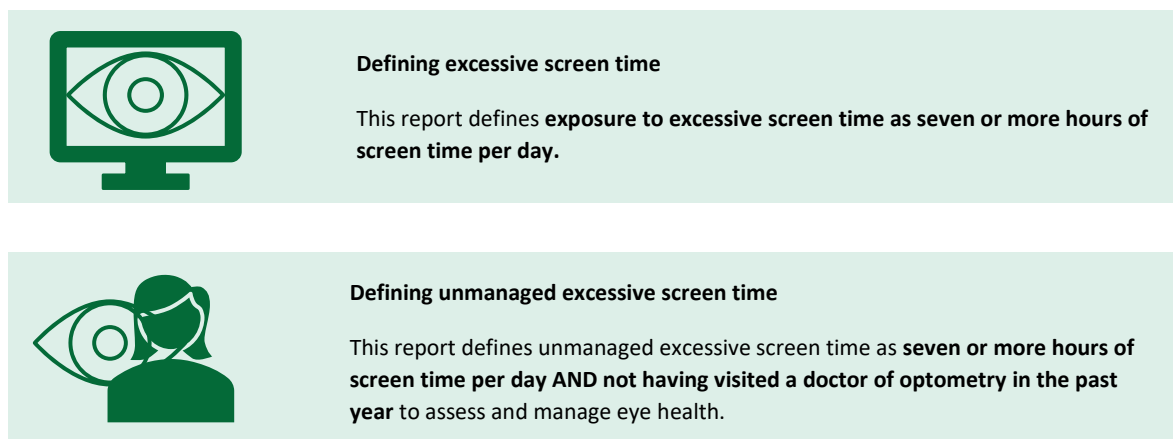 Defining excessive screen time
This report defines exposure to excessive screen time as seven or more hours of
screen time per day.
Defining unmanaged excessive screen time
This report defines unmanaged excessive screen time as seven or more hours of
screen time per day AND not having visited a doctor of optometry in the past
year to assess and manage eye health.